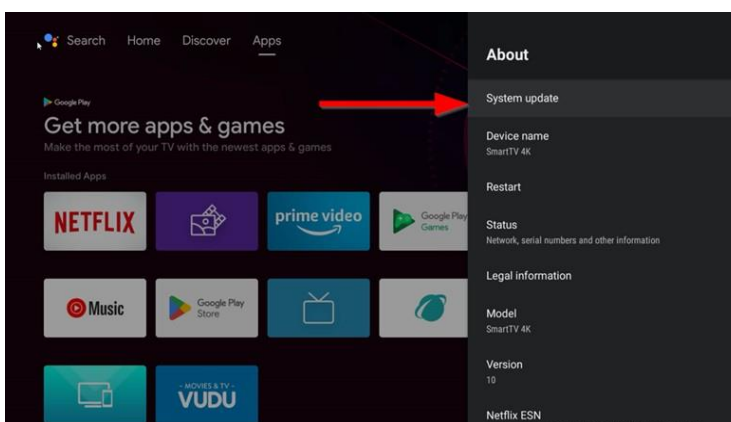 Search Home Discover Apps
Google Play
Get more apps & games
Make the most of your TV with the newest apps & games
Installed Apps
NETFLIX
prime video
Google Play
Games
Music
Google Play
Store
- MOVIES & TV -
VUDU
About
System update
Device name
SmartTV 4K
Restart
Status
Network, serial numbers and other information
Legal information
Model
SmartTV 4K
Version
10
Netflix ESN